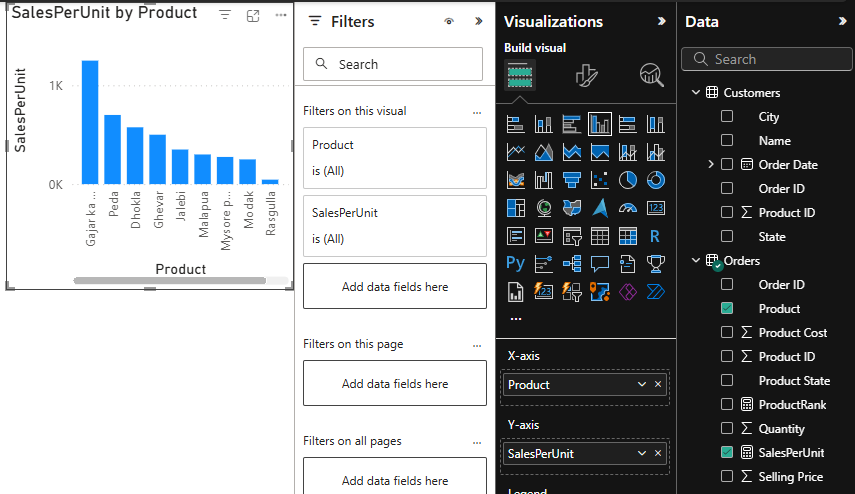 SalesPerUnit by Product
SalesPerUnit
1K
0K
Gajar ka ...
Peda
Dhokla
Ghevar
Jalebi
Malapua
Mysore p...
Modak
Rasgulla
Product
Filters
Search
Filters on this visual
...
Product
is (All)
SalesPerUnit
is (All)
Add data fields here
Filters on this page
...
Add data fields here
Filters on all pages
...
Add data fields here
Visualizations
Build visual
123
R
Py
123
...
X-axis
Product
Y-axis
SalesPerUnit
Legend
Data
Search
Customers
City
Name
Order Date
Order ID
Product ID
State
Orders
Order ID
Product
Product Cost
Product ID
Product State
ProductRank
Quantity
SalesPerUnit
Selling Price